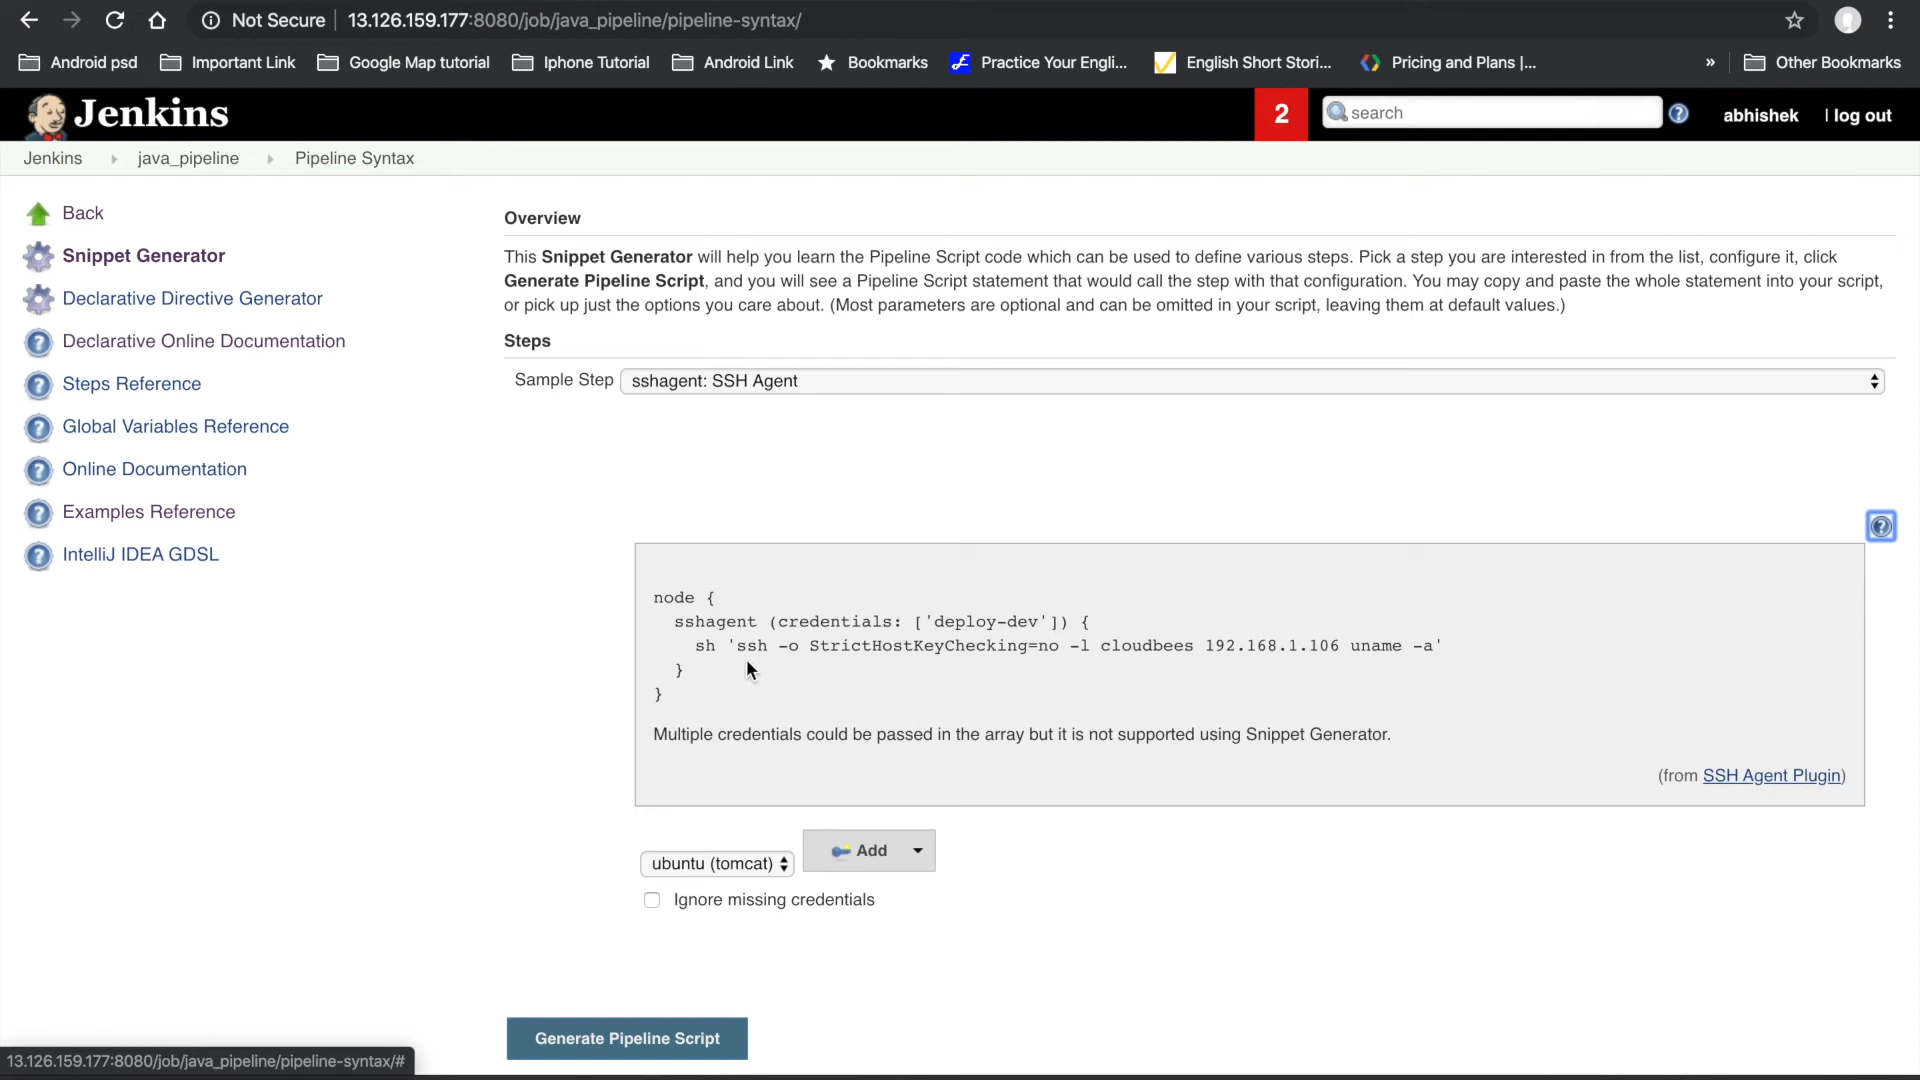 Not Secure 13.126.159.177:8080/job/java_pipeline/pipeline-syntax/
Android psd Important Link Google Map tutorial Iphone Tutorial Android Link Bookmarks Practice Your Engli... English Short Stori... Pricing and Plans |... » Other Bookmarks
Jenkins 2 search abhishek | log out
Jenkins java_pipeline Pipeline Syntax
Back
Snippet Generator
Declarative Directive Generator
Declarative Online Documentation
Steps Reference
Global Variables Reference
Online Documentation
Examples Reference
IntelliJ IDEA GDSL
Overview
This Snippet Generator will help you learn the Pipeline Script code which can be used to define various steps. Pick a step you are interested in from the list, configure it, click
Generate Pipeline Script, and you will see a Pipeline Script statement that would call the step with that configuration. You may copy and paste the whole statement into your script,
or pick up just the options you care about. (Most parameters are optional and can be omitted in your script, leaving them at default values.)
Steps
Sample Step sshagent: SSH Agent
node {
sshagent (credentials: ['deploy-dev']) {
sh 'ssh -o StrictHostKeyChecking=no -l cloudbees 192.168.1.106 uname -a'
}
}
Multiple credentials could be passed in the array but it is not supported using Snippet Generator.
(from SSH Agent Plugin)
ubuntu (tomcat) Add
Ignore missing credentials
Generate Pipeline Script
13.126.159.177:8080/job/java_pipeline/pipeline-syntax/#